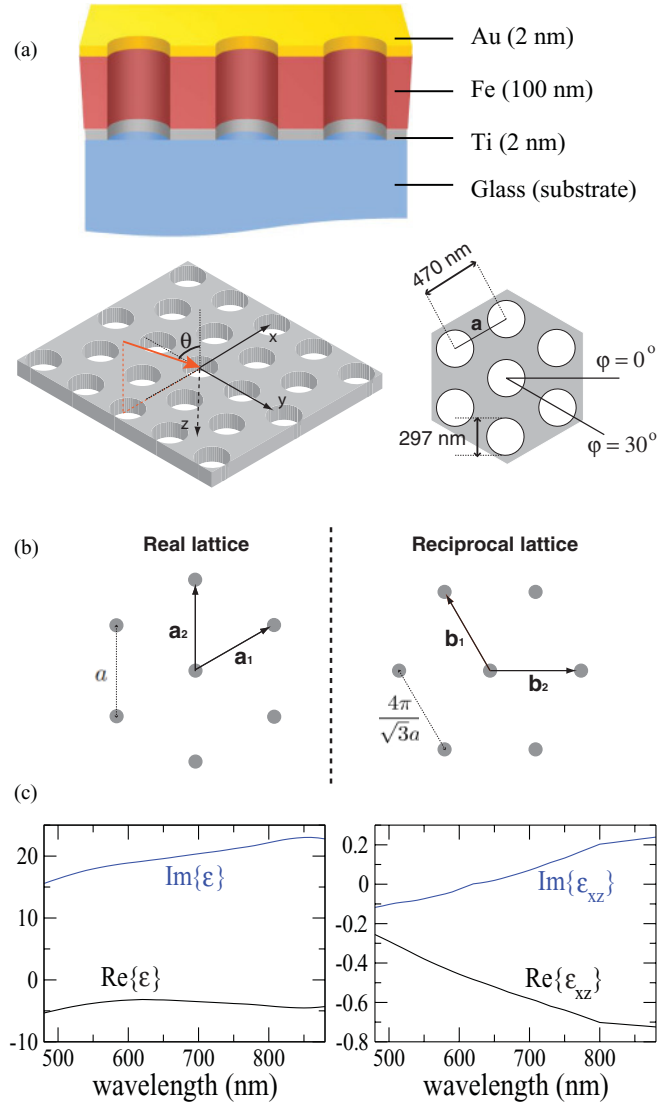 (a)
Au (2 nm)
Fe (100 nm)
Ti (2 nm)
Glass (substrate)
θ
x
y
z
470 nm
a
φ=0°
297 nm
φ=30°
(b)
Real lattice
Reciprocal lattice
a
a₂
a₁
b₁
b₂
4π
√3a
(c)
20
10
0
-10
Im{ε}
Re{ε}
500 600 700 800
wavelength (nm)
0.2
0
-0.2
-0.4
-0.6
-0.8
Im{ε_xz}
Re{ε_xz}
500 600 700 800
wavelength (nm)